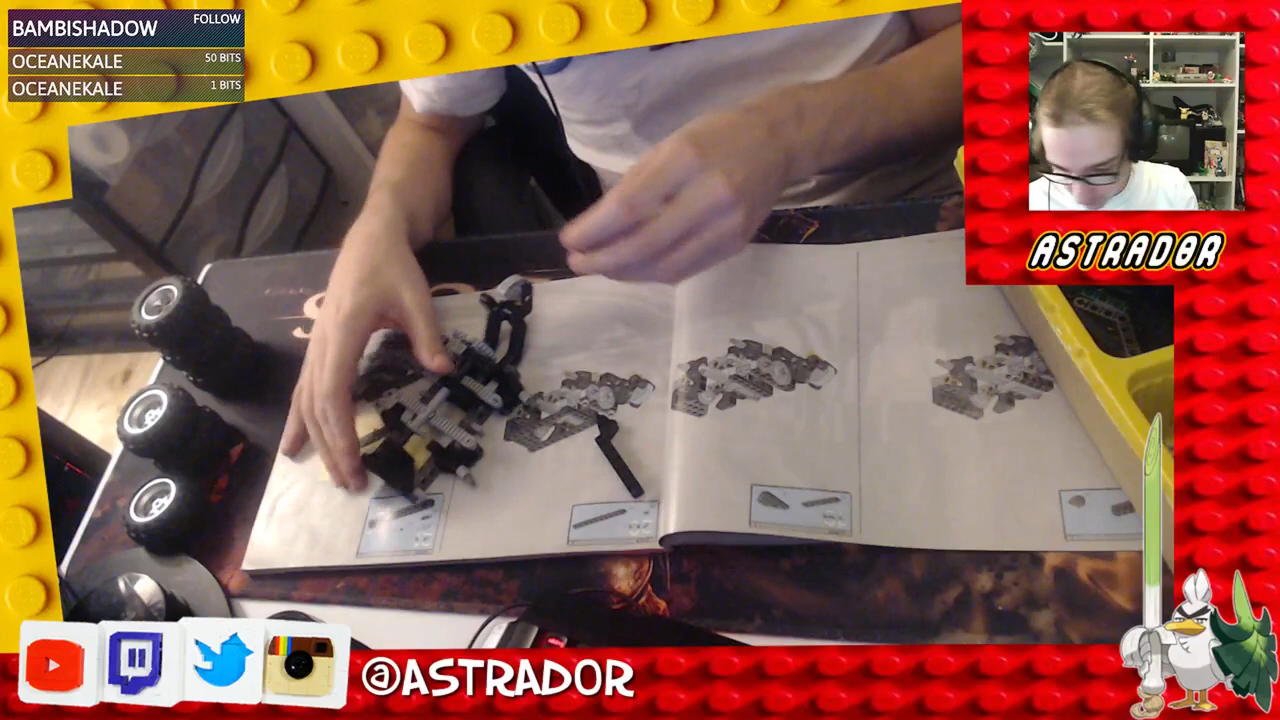 BAMBISHADOW FOLLOW
OCEANEKALE 50 BITS
OCEANEKALE 1 BITS
ASTRADOR
@ASTRADOR